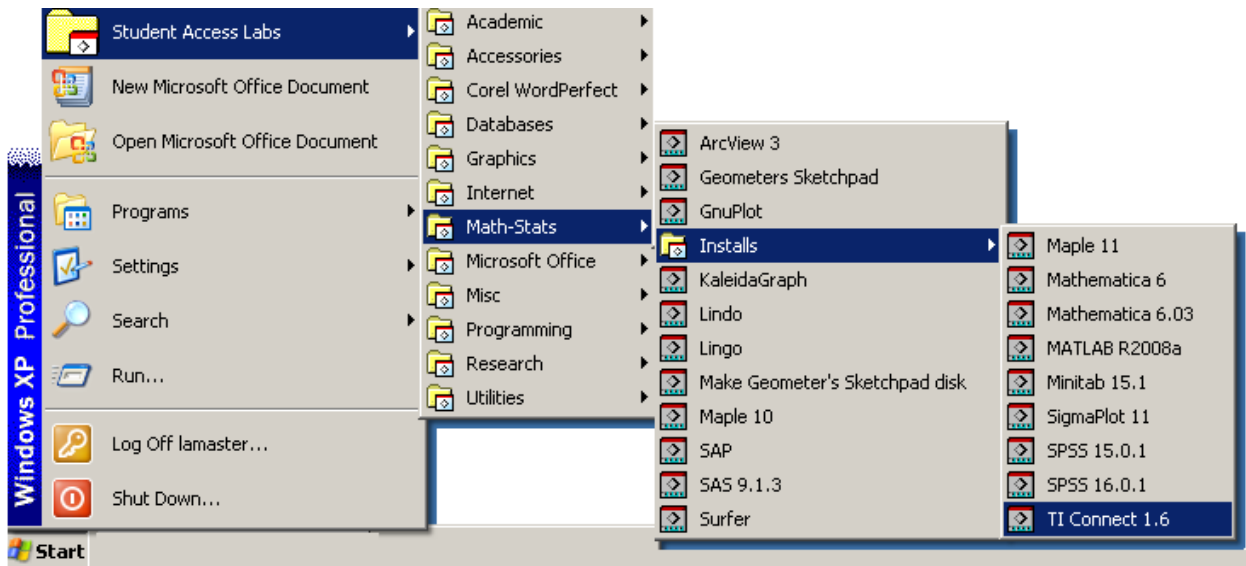 Student Access Labs
New Microsoft Office Document
Open Microsoft Office Document
Programs
Settings
Search
Run...
Log Off lamaster...
Shut Down...
Windows XP Professional
Start
Academic
Accessories
Corel WordPerfect
Databases
Graphics
Internet
Math-Stats
Microsoft Office
Misc
Programming
Research
Utilities
ArcView 3
Geometers Sketchpad
GnuPlot
Installs
KaleidaGraph
Lindo
Lingo
Make Geometer's Sketchpad disk
Maple 10
SAP
SAS 9.1.3
Surfer
Maple 11
Mathematica 6
Mathematica 6.03
MATLAB R2008a
Minitab 15.1
SigmaPlot 11
SPSS 15.0.1
SPSS 16.0.1
TI Connect 1.6